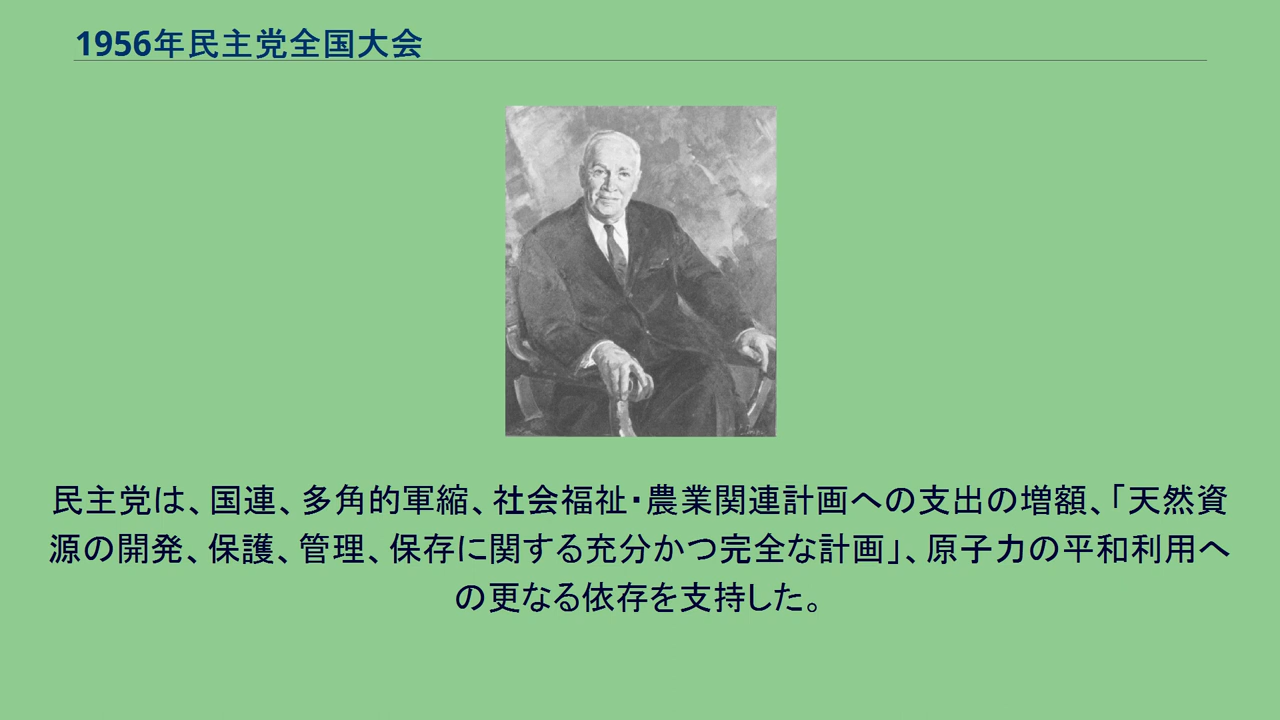 1956年民主党全国大会
民主党は、国連、多角的軍縮、社会福祉・農業関連計画への支出の増額、「天然資
源の開発、保護、管理、保存に関する充分かつ完全な計画」、原子力の平和利用へ
の更なる依存を支持した。